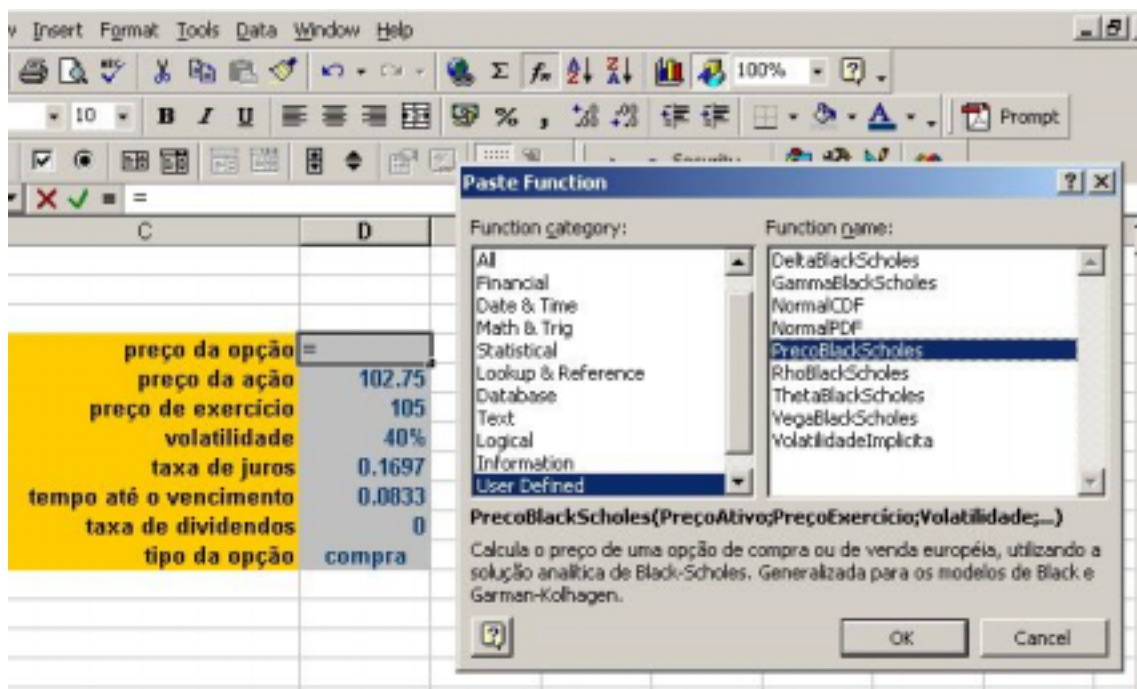 Insert Format Tools Data Window Help
100%
10 B I U % , Prompt
=
C D
preço da opção =
preço da ação 102.75
preço de exercício 105
volatilidade 40%
taxa de juros 0.1697
tempo até o vencimento 0.0833
taxa de dividendos 0
tipo da opção compra
Paste Function
Function category:
All
Financial
Date & Time
Math & Trig
Statistical
Lookup & Reference
Database
Text
Logical
Information
User Defined
Function name:
DeltaBlackScholes
GammaBlackScholes
NormalCDF
NormalPDF
PrecoBlackScholes
RhoBlackScholes
ThetaBlackScholes
VegaBlackScholes
VolatilidadeImplicita
PrecoBlackScholes(PreçoAtivo;PreçoExercício;Volatilidade;...)
Calcula o preço de uma opção de compra ou de venda européia, utilizando a
solução analítica de Black-Scholes. Generalizada para os modelos de Black e
Garman-Kolhagen.
OK Cancel